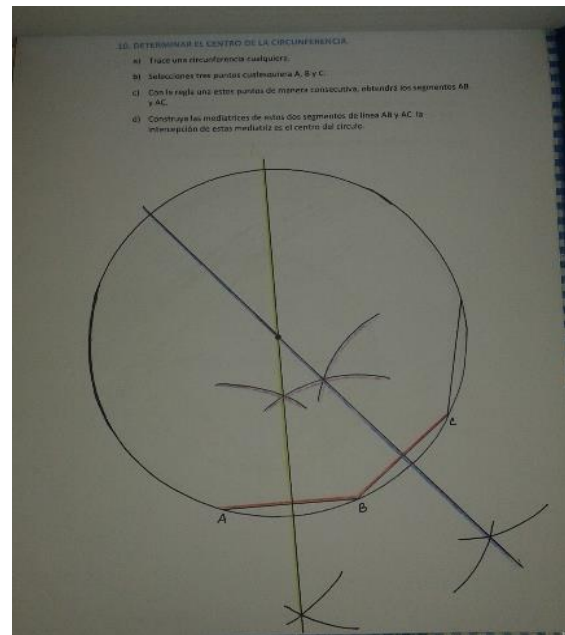 10. DETERMINAR EL CENTRO DE LA CIRCUNFERENCIA
a) Trace una circunferencia cualquiera.
b) Seleccione tres puntos cualesquiera A, B y C.
c) Con la regla una estos puntos de manera consecutiva, obtendrá los segmentos AB
y AC.
d) Construya las mediatrices de estos dos segmentos de línea AB y AC la
intersección de estas mediatriz es el centro del círculo.
C
B
A